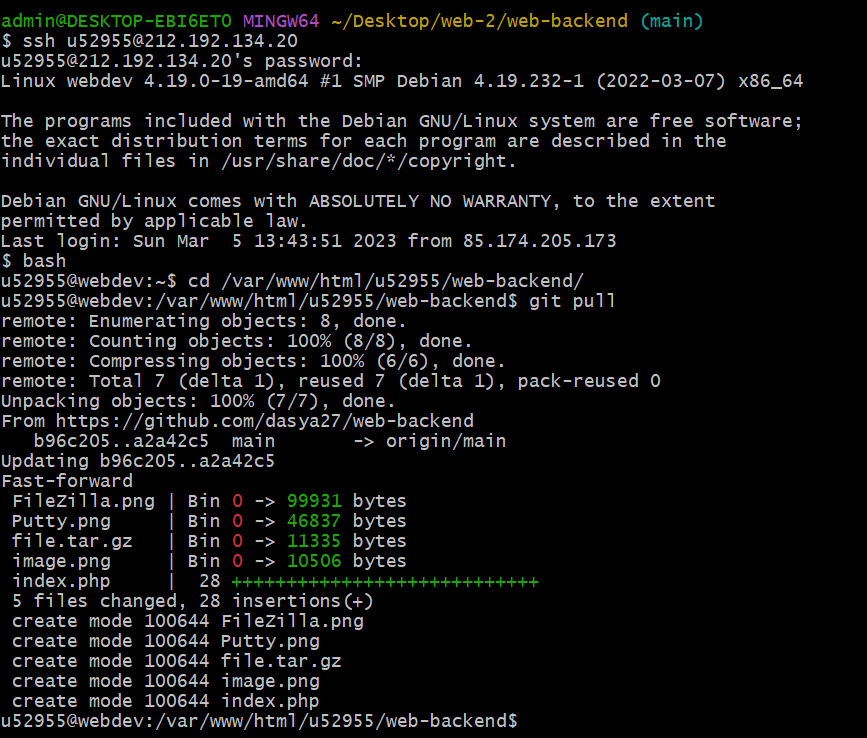 admin@DESKTOP-EBI6ETO MINGW64 ~/Desktop/web-2/web-backend (main)
$ ssh u52955@212.192.134.20
u52955@212.192.134.20's password:
Linux webdev 4.19.0-19-amd64 #1 SMP Debian 4.19.232-1 (2022-03-07) x86_64

The programs included with the Debian GNU/Linux system are free software;
the exact distribution terms for each program are described in the
individual files in /usr/share/doc/*/copyright.

Debian GNU/Linux comes with ABSOLUTELY NO WARRANTY, to the extent
permitted by applicable law.
Last login: Sun Mar  5 13:43:51 2023 from 85.174.205.173
$ bash
u52955@webdev:~$ cd /var/www/html/u52955/web-backend/
u52955@webdev:/var/www/html/u52955/web-backend$ git pull
remote: Enumerating objects: 8, done.
remote: Counting objects: 100% (8/8), done.
remote: Compressing objects: 100% (6/6), done.
remote: Total 7 (delta 1), reused 7 (delta 1), pack-reused 0
Unpacking objects: 100% (7/7), done.
From https://github.com/dasya27/web-backend
   b96c205..a2a42c5  main       -> origin/main
Updating b96c205..a2a42c5
Fast-forward
 FileZilla.png | Bin 0 -> 99931 bytes
 Putty.png     | Bin 0 -> 46837 bytes
 file.tar.gz   | Bin 0 -> 11335 bytes
 image.png     | Bin 0 -> 10506 bytes
 index.php     |  28 ++++++++++++++++++++++++++++
 5 files changed, 28 insertions(+)
 create mode 100644 FileZilla.png
 create mode 100644 Putty.png
 create mode 100644 file.tar.gz
 create mode 100644 image.png
 create mode 100644 index.php
u52955@webdev:/var/www/html/u52955/web-backend$